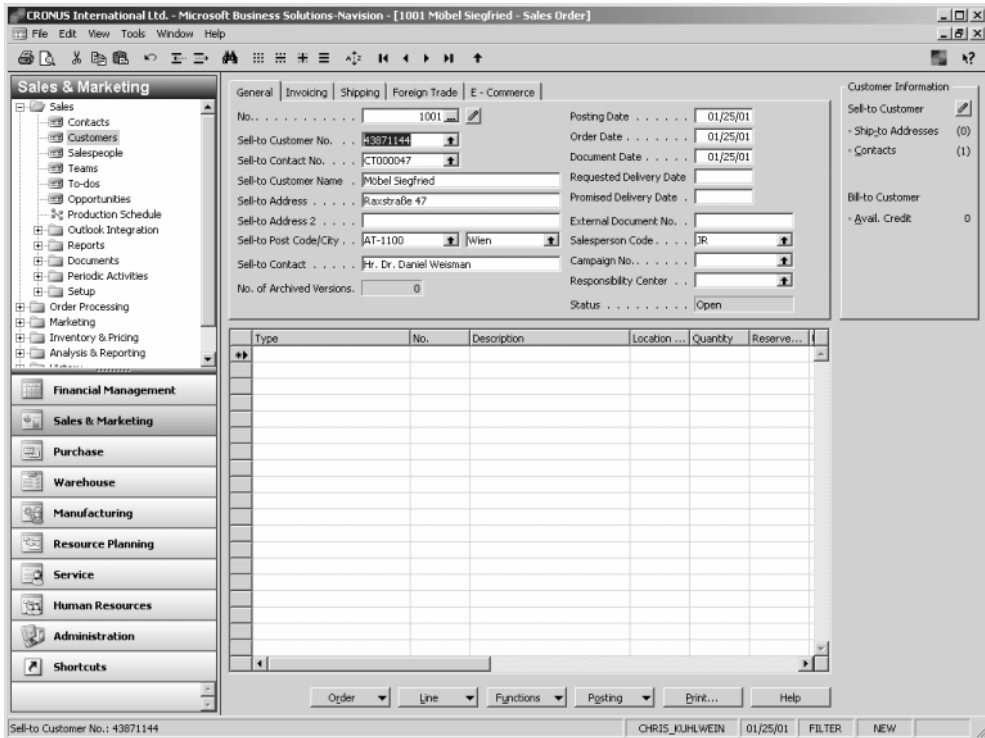 CRONUS International Ltd. - Microsoft Business Solutions-Navision - [1001 Möbel Siegfried - Sales Order]
File Edit View Tools Window Help
Sales & Marketing
Sales
Contacts
Customers
Salespeople
Teams
To-dos
Opportunities
Production Schedule
Outlook Integration
Reports
Documents
Periodic Activities
Setup
Order Processing
Marketing
Inventory & Pricing
Analysis & Reporting
Financial Management
Sales & Marketing
Purchase
Warehouse
Manufacturing
Resource Planning
Service
Human Resources
Administration
Shortcuts
General Invoicing Shipping Foreign Trade E - Commerce
No. . . . . . . . . . . . 1001 ...
Sell-to Customer No. . . . 43871144
Sell-to Contact No. . . . CT000047
Sell-to Customer Name . Möbel Siegfried
Sell-to Address . . . . . Raxstraße 47
Sell-to Address 2 . . . .
Sell-to Post Code/City . . AT-1100 Wien
Sell-to Contact . . . . . Hr. Dr. Daniel Weisman
No. of Archived Versions. 0
Posting Date . . . . . . 01/25/01
Order Date . . . . . . . 01/25/01
Document Date . . . . . 01/25/01
Requested Delivery Date
Promised Delivery Date .
External Document No. .
Salesperson Code . . . . JR
Campaign No. . . . . . .
Responsibility Center . .
Status . . . . . . . . . Open
Customer Information
Sell-to Customer
Ship-to Addresses (0)
Contacts (1)
Bill-to Customer
Avail. Credit 0
Type No. Description Location ... Quantity Reserve...
Order Line Functions Posting Print... Help
Sell-to Customer No.: 43871144 CHRIS_KUHLWEIN 01/25/01 FILTER NEW